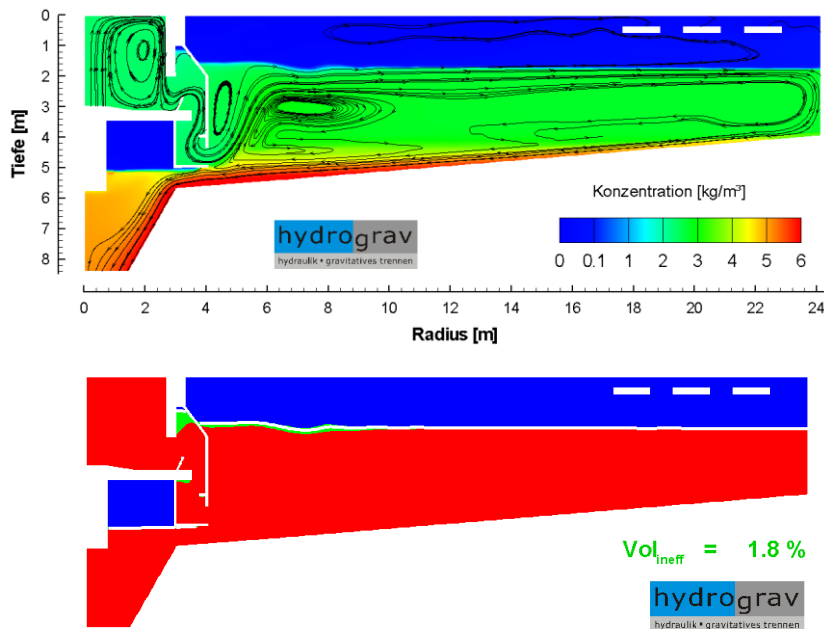 0
1
2
3
4
5
6
7
8
Tiefe [m]
Konzentration [kg/m³]
0 0.1 1 2 3 4 5 6
hydrograv
hydraulik • gravitatives trennen
0 2 4 6 8 10 12 14 16 18 20 22 24
Radius [m]
Vol_ineff = 1.8 %
hydrograv
hydraulik • gravitatives trennen